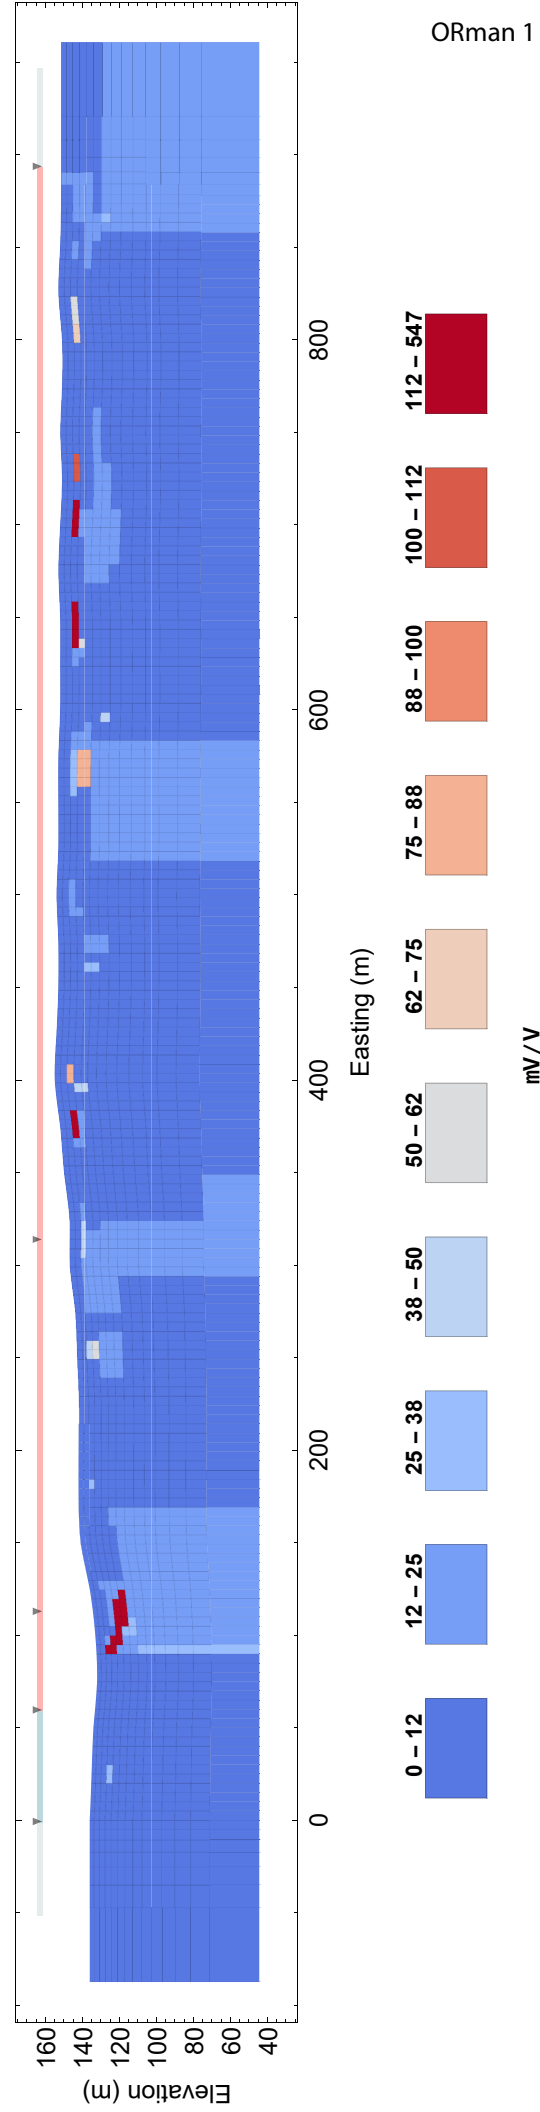 ORman 1
Elevation (m)
160
140
120
100
80
60
40
0
200
400
600
800
Easting (m)
0 – 12
12 – 25
25 – 38
38 – 50
50 – 62
62 – 75
75 – 88
88 – 100
100 – 112
112 – 547
mV/V